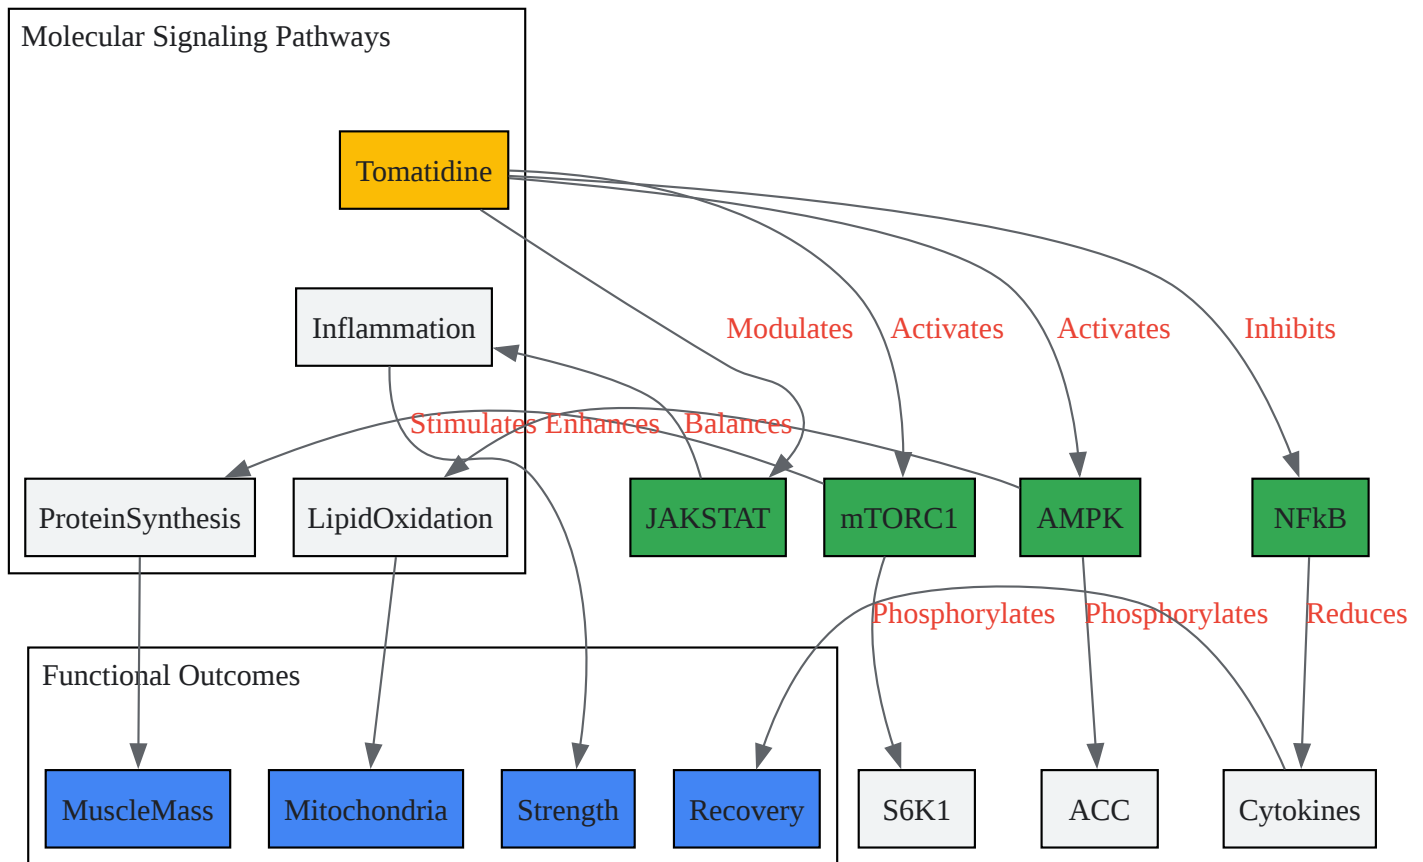 Molecular Signaling Pathways
Tomatidine
Inflammation
Modulates
Activates
Activates
Inhibits
Stimulates
Enhances
Balances
ProteinSynthesis
LipidOxidation
JAKSTAT
mTORC1
AMPK
NFkB
Phosphorylates
Phosphorylates
Reduces
Functional Outcomes
MuscleMass
Mitochondria
Strength
Recovery
S6K1
ACC
Cytokines